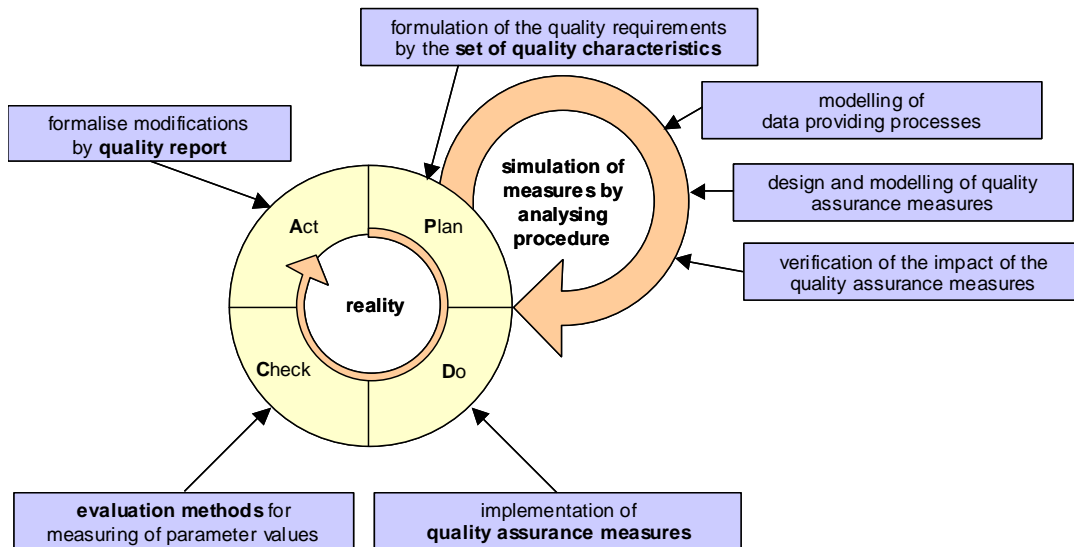 formulation of the quality requirements
by the set of quality characteristics
formalise modifications
by quality report
modelling of
data providing processes
simulation of
measures by
analysing
procedure
design and modelling of quality
assurance measures
Act
Plan
verification of the impact of the
quality assurance measures
reality
Check
Do
evaluation methods for
measuring of parameter values
implementation of
quality assurance measures